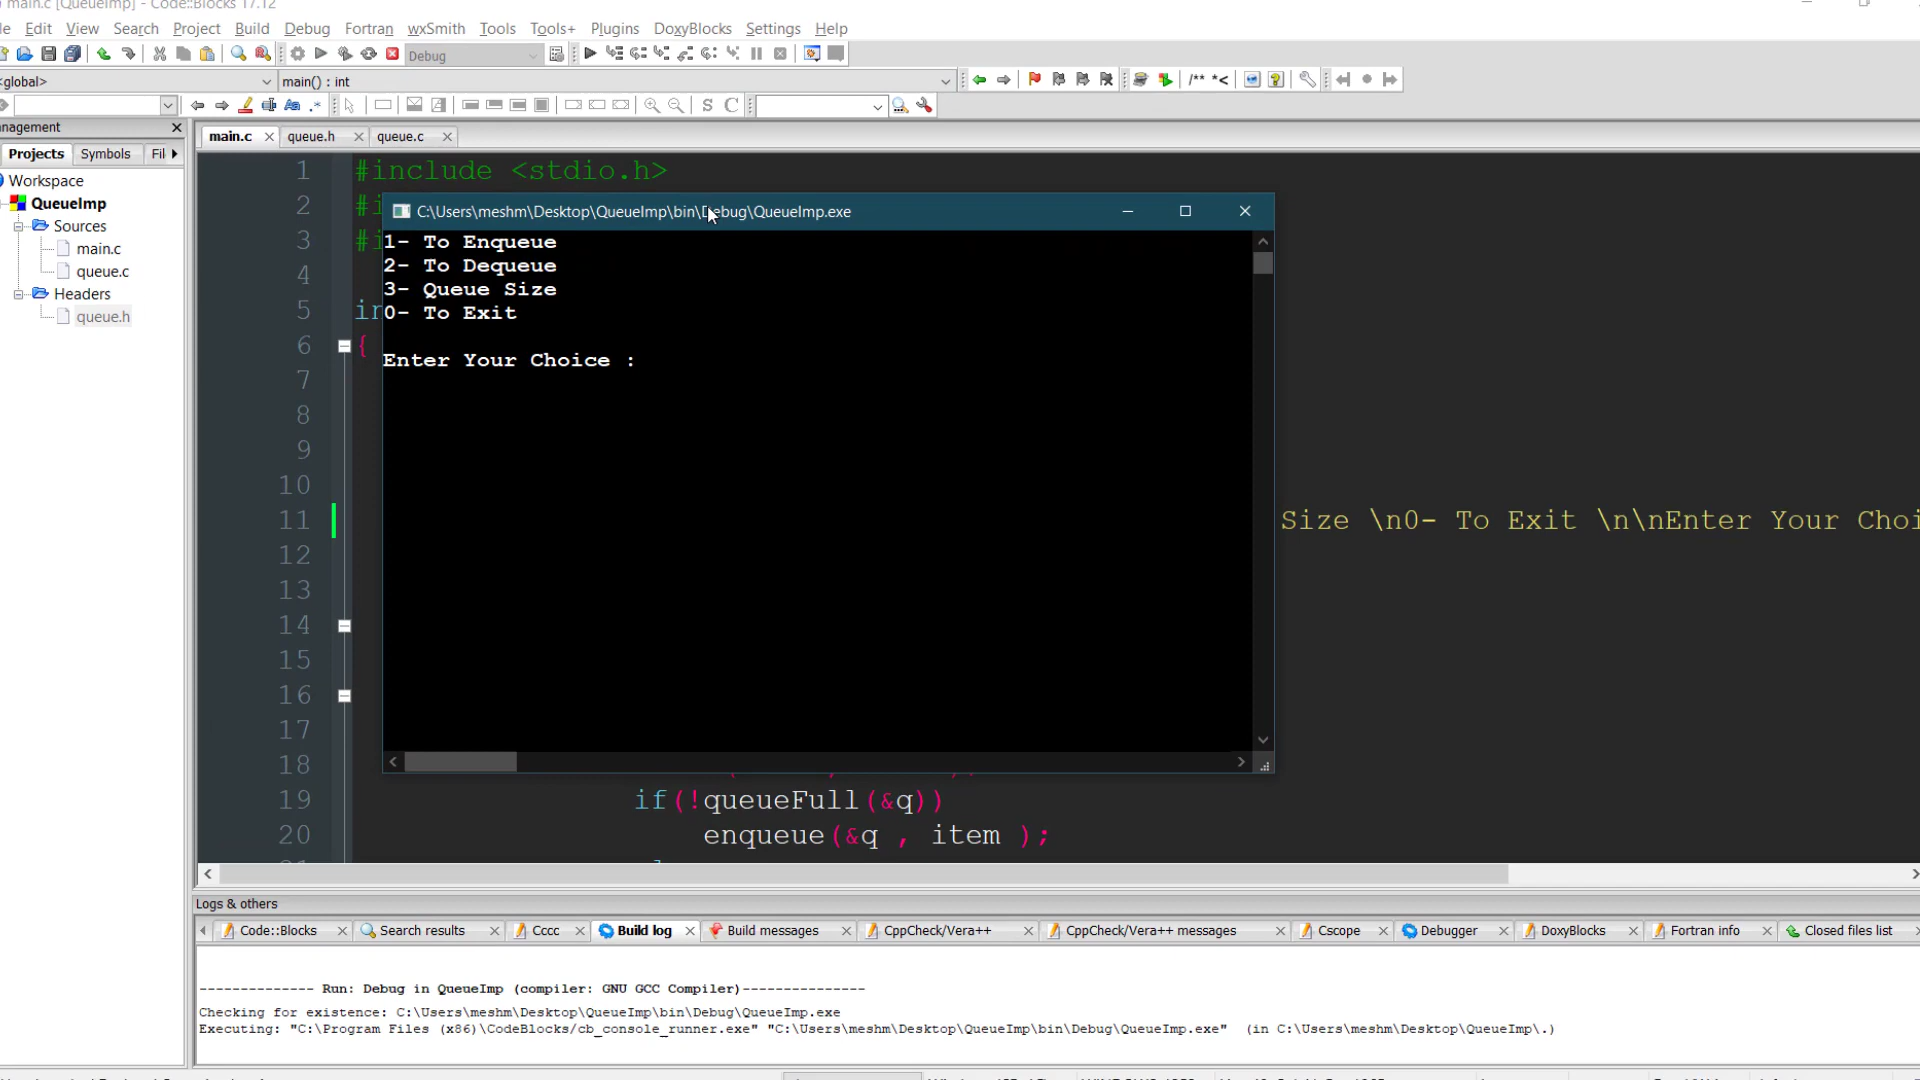 main.c [QueueImp] - Code::Blocks 17.12
Edit View Search Project Build Debug Fortran wxSmith Tools Tools+ Plugins DoxyBlocks Settings Help
Debug
<global>
main() : int
/** *<
S C
nagement
main.c queue.h queue.c
Projects Symbols Fil
Workspace
QueueImp
Sources
main.c
queue.c
Headers
queue.h
1 #include <stdio.h>
2 #i
3 #i
4
5 in
6 {
7
8
9
10
11 Size \n0- To Exit \n\nEnter Your Choi
12
13
14
15
16
17
18
19 if(!queueFull(&q))
20 enqueue(&q , item );
C:\Users\meshm\Desktop\QueueImp\bin\Debug\QueueImp.exe
1- To Enqueue
2- To Dequeue
3- Queue Size
0- To Exit
Enter Your Choice :
Logs & others
Code::Blocks Search results Cccc Build log Build messages CppCheck/Vera++ CppCheck/Vera++ messages Cscope Debugger DoxyBlocks Fortran info Closed files list
-------------- Run: Debug in QueueImp (compiler: GNU GCC Compiler)---------------
Checking for existence: C:\Users\meshm\Desktop\QueueImp\bin\Debug\QueueImp.exe
Executing: "C:\Program Files (x86)\CodeBlocks/cb_console_runner.exe" "C:\Users\meshm\Desktop\QueueImp\bin\Debug\QueueImp.exe" (in C:\Users\meshm\Desktop\QueueImp\.)